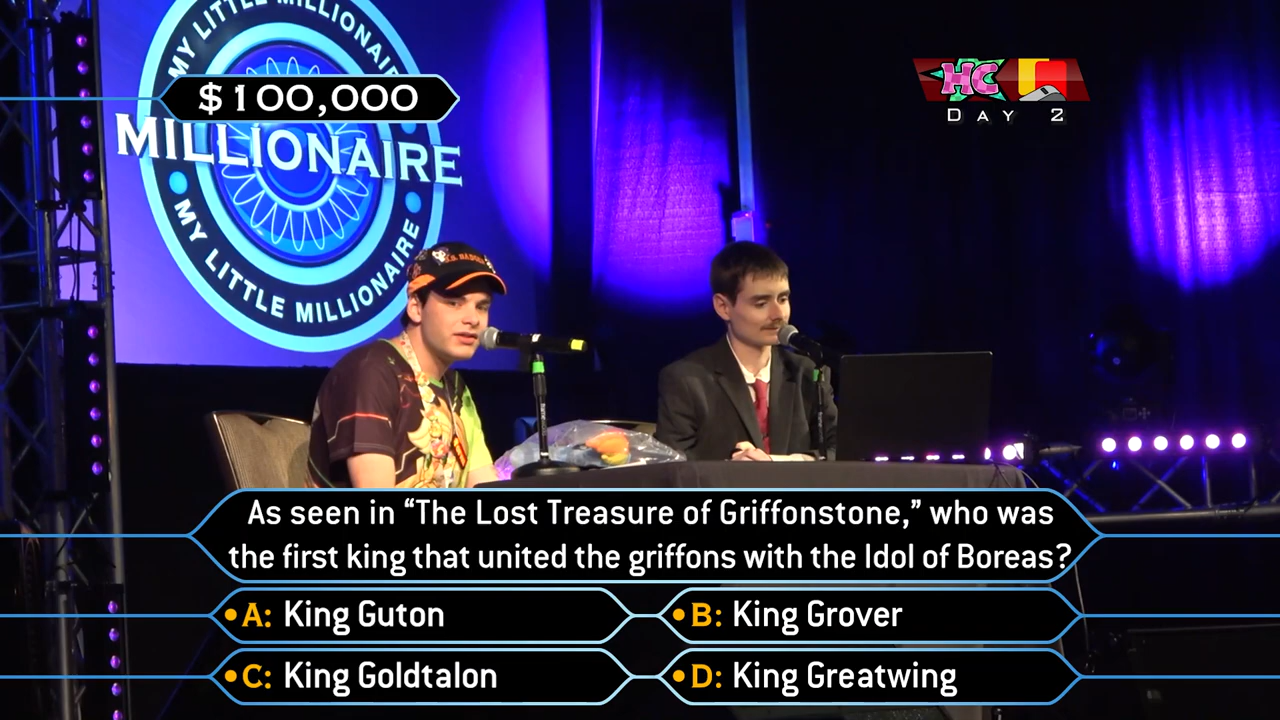 MY LITTLE MILLIONAIRE
$100,000
HC
DAY 2
MILLIONAIRE
MY LITTLE MILLIONAIRE
As seen in “The Lost Treasure of Griffonstone,” who was
the first king that united the griffons with the Idol of Boreas?
A: King Guton
B: King Grover
C: King Goldtalon
D: King Greatwing